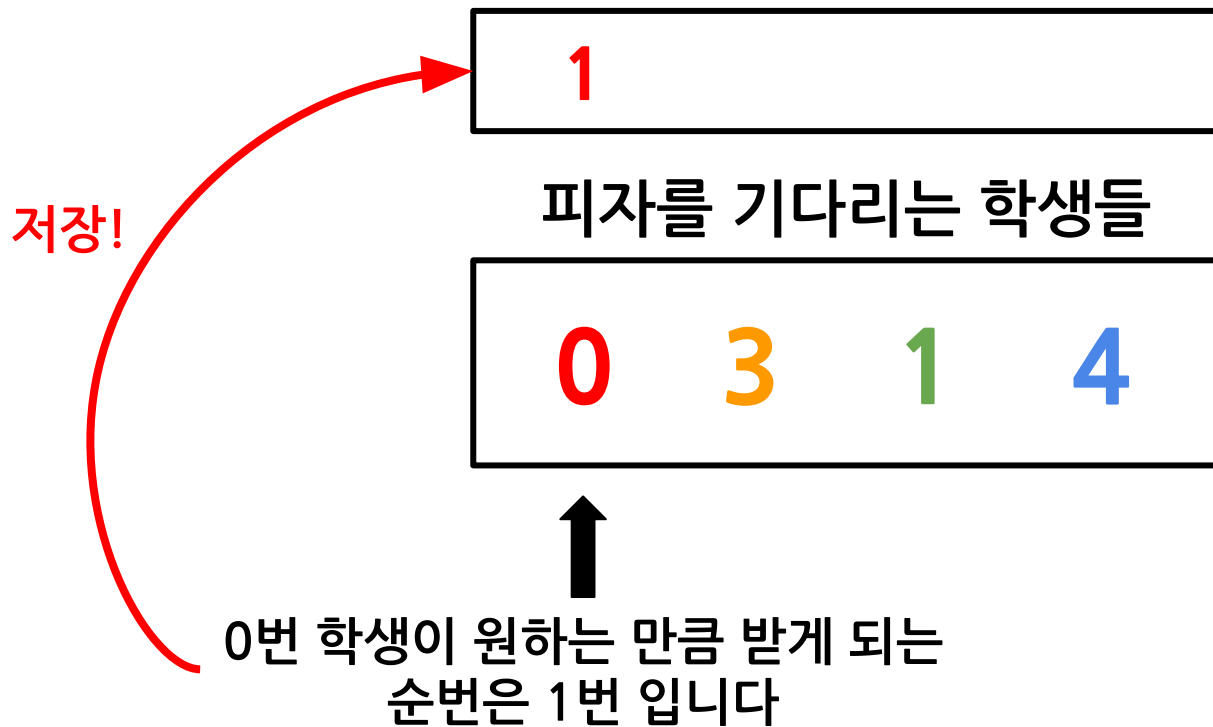 1
저장!
피자를 기다리는 학생들
0 3 1 4
0번 학생이 원하는 만큼 받게 되는
순번은 1번 입니다